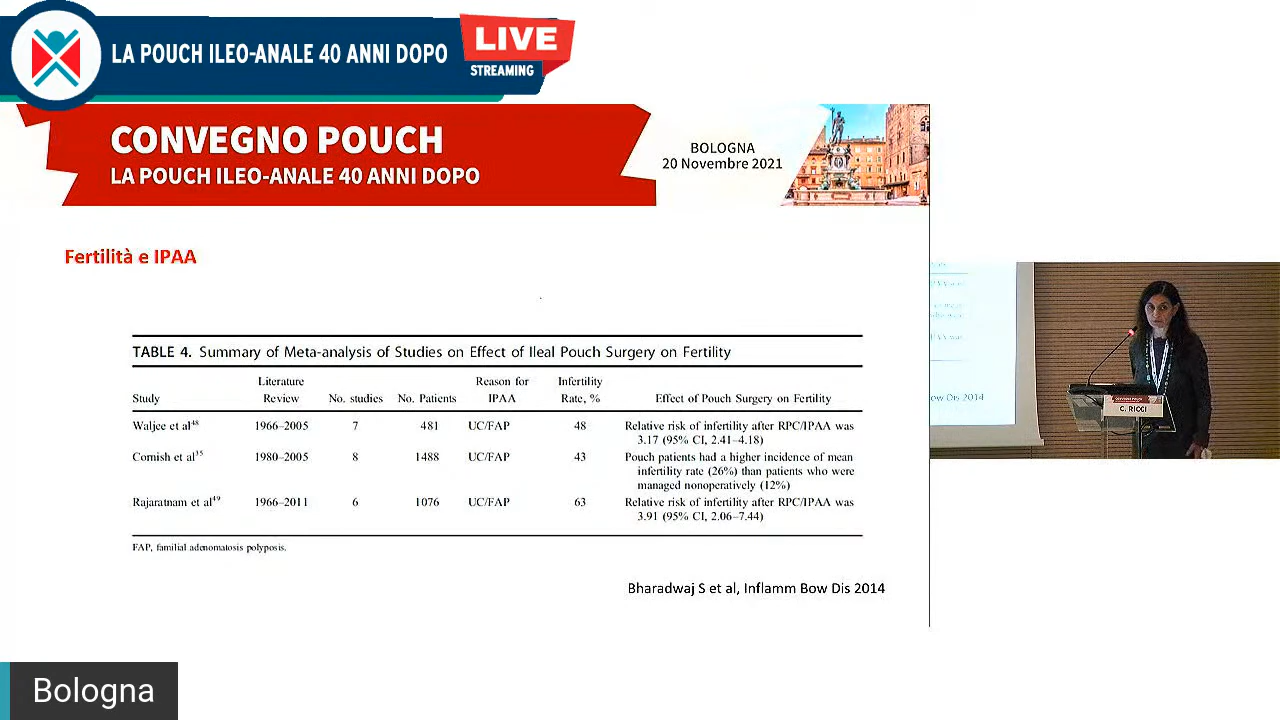 LA POUCH ILEO-ANALE 40 ANNI DOPO
LIVE
STREAMING
CONVEGNO POUCH
LA POUCH ILEO-ANALE 40 ANNI DOPO
BOLOGNA
20 Novembre 2021
Fertilità e IPAA
TABLE 4. Summary of Meta-analysis of Studies on Effect of Ileal Pouch Surgery on Fertility
Literature Reason for Infertility
Study Review No. studies No. Patients IPAA Rate, % Effect of Pouch Surgery on Fertility
Waljee et al48 1966–2005 7 481 UC/FAP 48 Relative risk of infertility after RPC/IPAA was
3.17 (95% CI, 2.41–4.18)
Cornish et al35 1980–2005 8 1488 UC/FAP 43 Pouch patients had a higher incidence of mean
infertility rate (26%) than patients who were
managed nonoperatively (12%)
Rajaratnam et al49 1966–2011 6 1076 UC/FAP 63 Relative risk of infertility after RPC/IPAA was
3.91 (95% CI, 2.06–7.44)
FAP, familial adenomatosis polyposis.
Bharadwaj S et al, Inflamm Bow Dis 2014
Bow Dis 2014
C. RICCI
Bologna